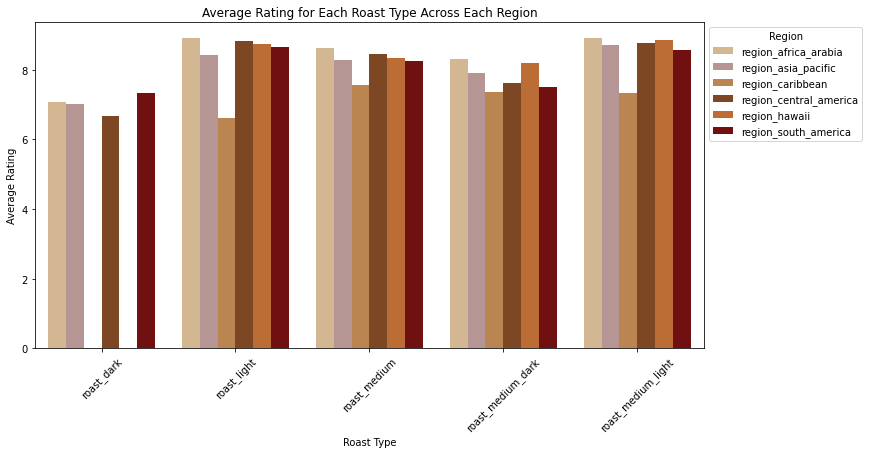 Average Rating for Each Roast Type Across Each Region
Region
region_africa_arabia
region_asia_pacific
region_caribbean
region_central_america
region_hawaii
region_south_america
Average Rating
8
6
4
2
0
roast_dark
roast_light
roast_medium
roast_medium_dark
roast_medium_light
Roast Type